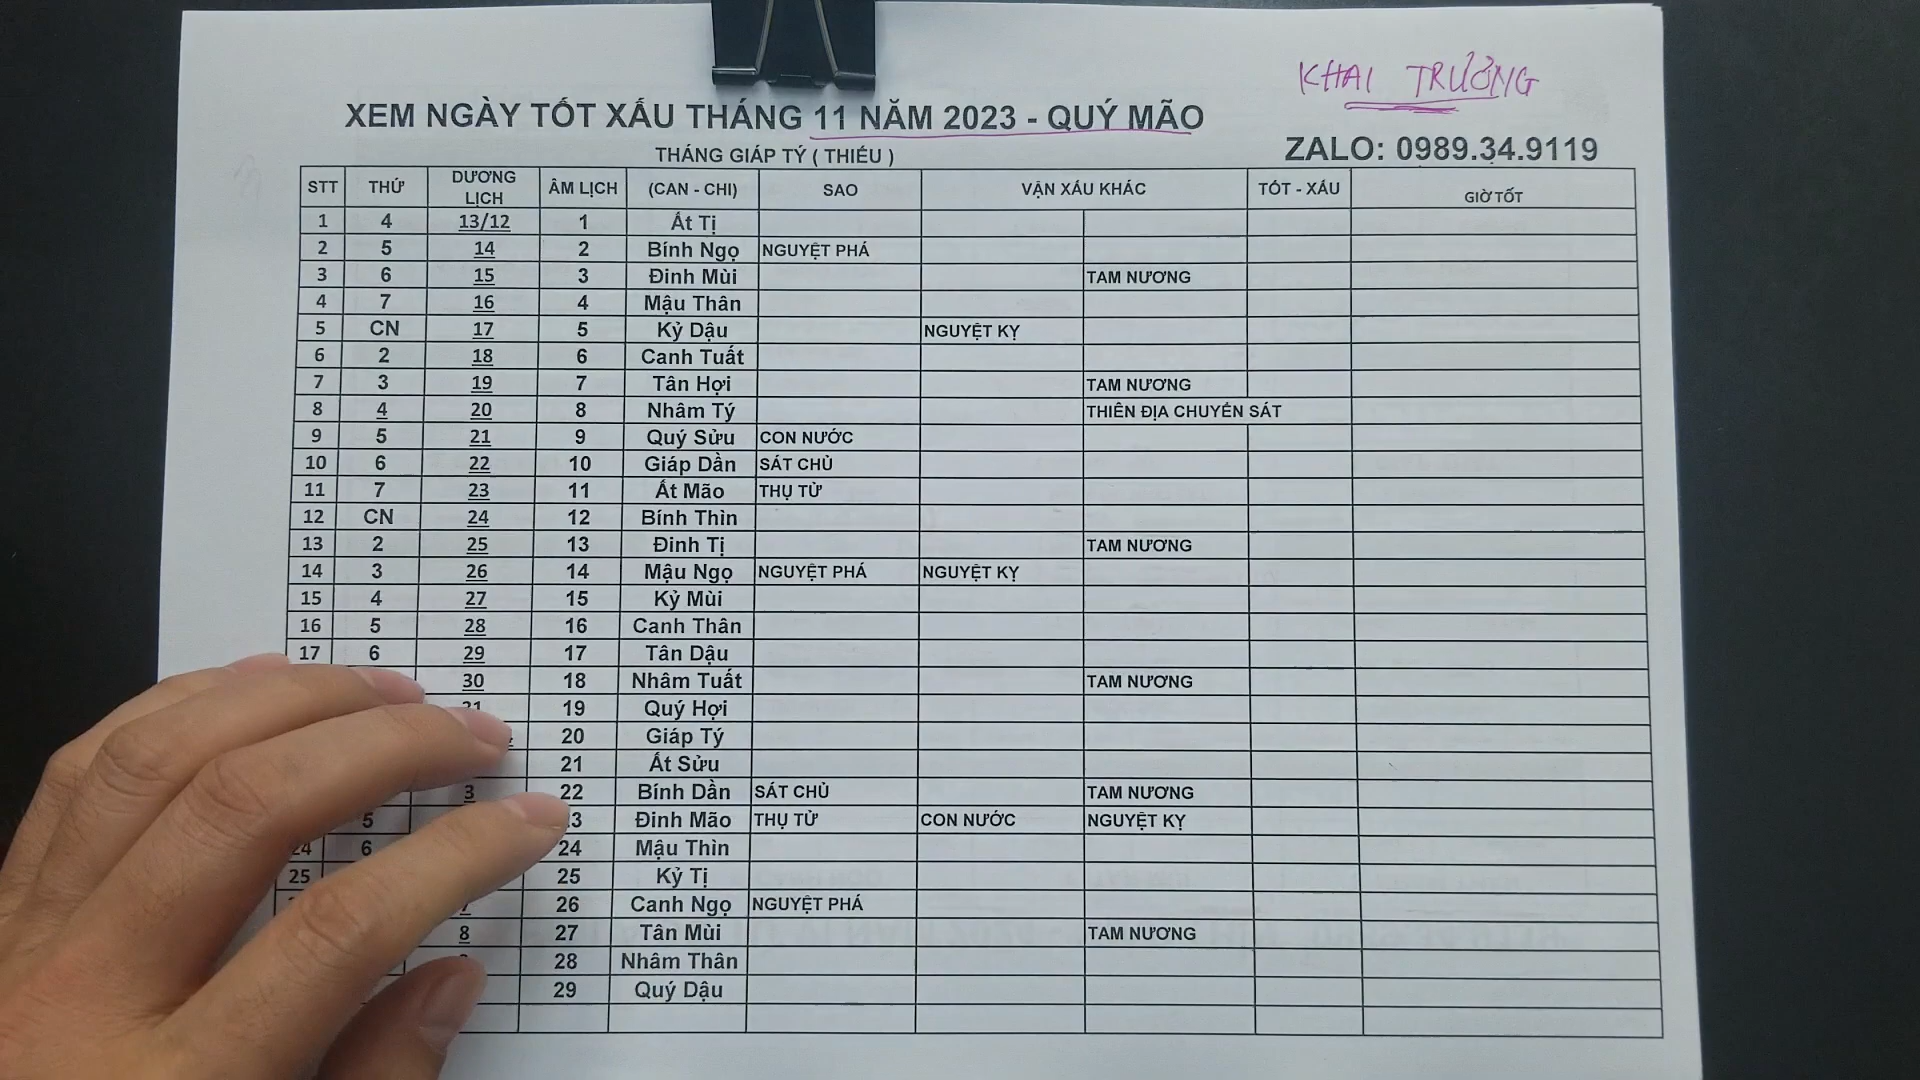 KHAI TRƯƠNG
XEM NGÀY TỐT XẤU THÁNG 11 NĂM 2023 - QUÝ MÃO
ZALO: 0989.34.9119
THÁNG GIÁP TÝ ( THIẾU )
STT THỨ DƯƠNG LỊCH ÂM LỊCH (CAN - CHI) SAO VẬN XẤU KHÁC TỐT - XẤU GIỜ TỐT
1 4 13/12 1 Ất Tị
2 5 14 2 Bính Ngọ NGUYỆT PHÁ
3 6 15 3 Đinh Mùi TAM NƯƠNG
4 7 16 4 Mậu Thân
5 CN 17 5 Kỷ Dậu NGUYỆT KỴ
6 2 18 6 Canh Tuất
7 3 19 7 Tân Hợi TAM NƯƠNG
8 4 20 8 Nhâm Tý THIÊN ĐỊA CHUYỂN SÁT
9 5 21 9 Quý Sửu CON NƯỚC
10 6 22 10 Giáp Dần SÁT CHỦ
11 7 23 11 Ất Mão THỤ TỬ
12 CN 24 12 Bính Thìn
13 2 25 13 Đinh Tị TAM NƯƠNG
14 3 26 14 Mậu Ngọ NGUYỆT PHÁ NGUYỆT KỴ
15 4 27 15 Kỷ Mùi
16 5 28 16 Canh Thân
17 6 29 17 Tân Dậu
30 18 Nhâm Tuất TAM NƯƠNG
19 Quý Hợi
20 Giáp Tý
21 Ất Sửu
3 22 Bính Dần SÁT CHỦ TAM NƯƠNG
5 Đinh Mão THỤ TỬ CON NƯỚC NGUYỆT KỴ
6 24 Mậu Thìn
25 25 Kỷ Tị
7 26 Canh Ngọ NGUYỆT PHÁ
8 27 Tân Mùi TAM NƯƠNG
28 Nhâm Thân
29 Quý Dậu